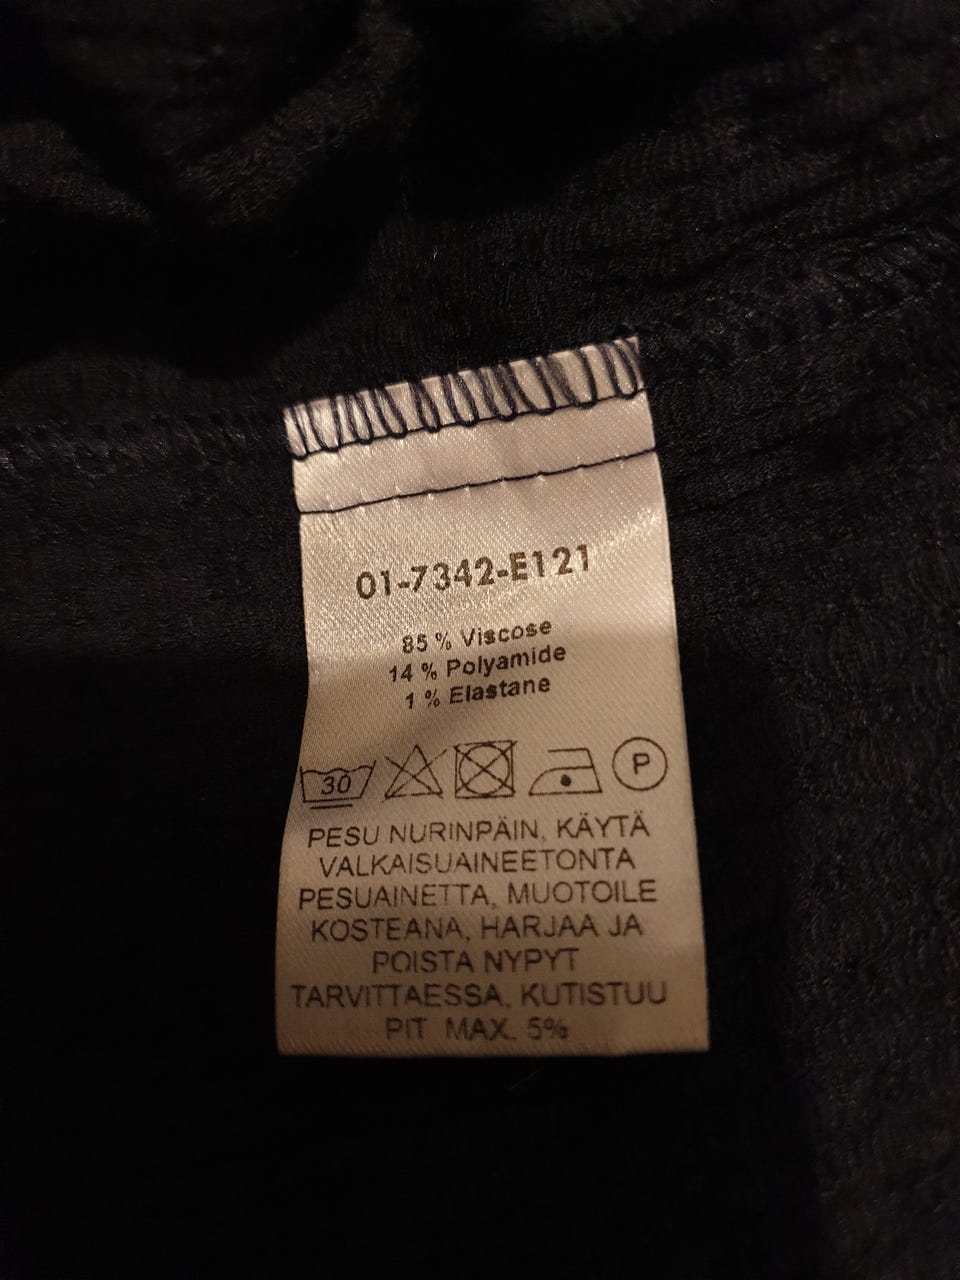 01-7342-E121
85 % Viscose
14 % Polyamide
1 % Elastane
30 P
PESU NURINPÄIN, KÄYTÄ
VALKAISUAINEETONTA
PESUAINETTA, MUOTOILE
KOSTEANA, HARJAA JA
POISTA NYPYT
TARVITTAESSA. KUTISTUU
PIT MAX. 5%